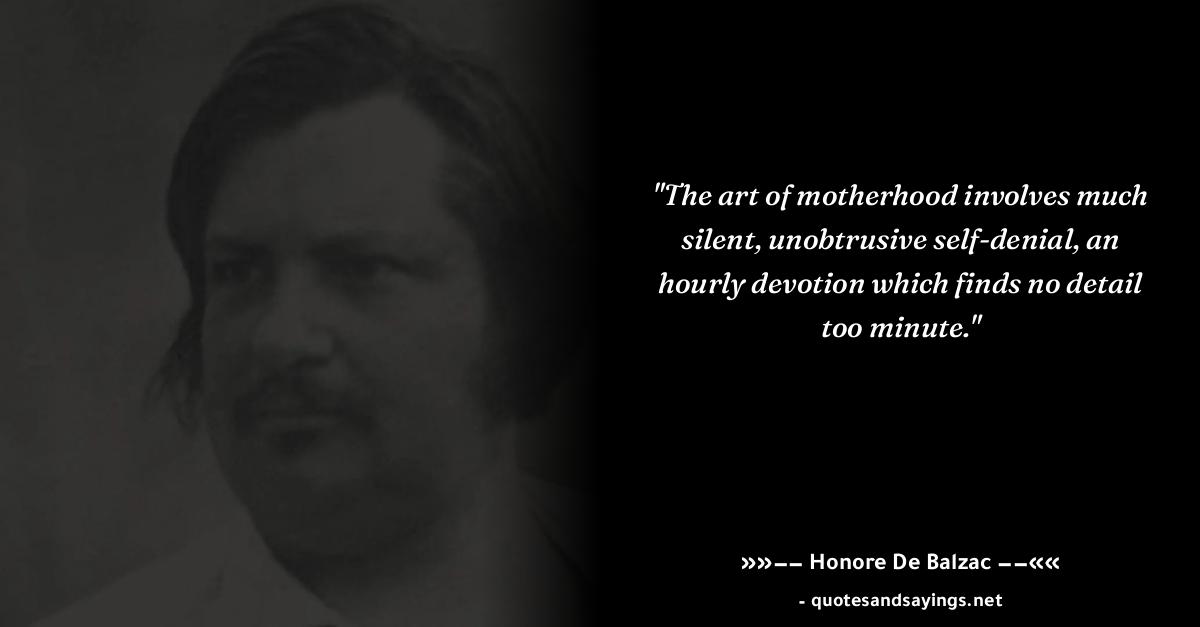 "The art of motherhood involves much
silent, unobtrusive self-denial, an
hourly devotion which finds no detail
too minute."
»»–– Honore De Balzac ––««
- quotesandsayings.net